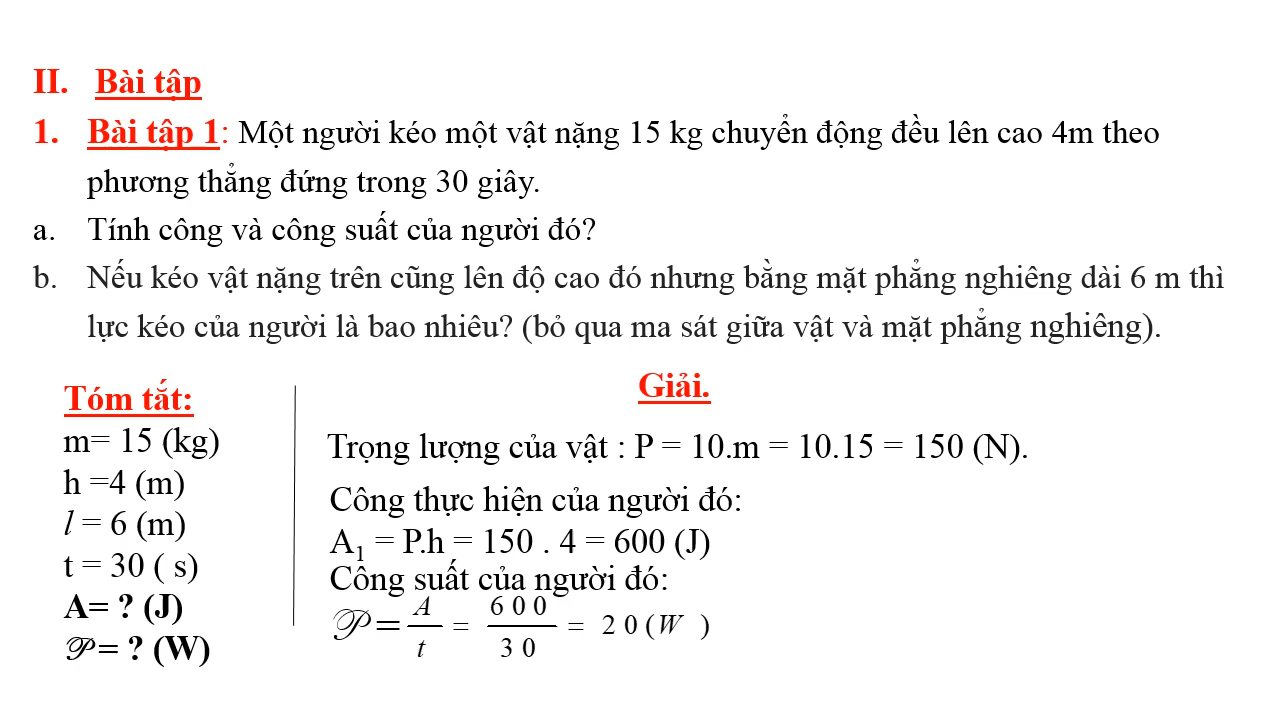 II. Bài tập
1. Bài tập 1: Một người kéo một vật nặng 15 kg chuyển động đều lên cao 4m theo
phương thẳng đứng trong 30 giây.
a. Tính công và công suất của người đó?
b. Nếu kéo vật nặng trên cũng lên độ cao đó nhưng bằng mặt phẳng nghiêng dài 6 m thì
lực kéo của người là bao nhiêu? (bỏ qua ma sát giữa vật và mặt phẳng nghiêng).
Tóm tắt:
m= 15 (kg)
h =4 (m)
l = 6 (m)
t = 30 ( s)
A= ? (J)
𝒫 = ? (W)
Giải.
Trọng lượng của vật : P = 10.m = 10.15 = 150 (N).
Công thực hiện của người đó:
A₁ = P.h = 150 . 4 = 600 (J)
Công suất của người đó:
𝒫 = A/t = 600/30 = 20(W )